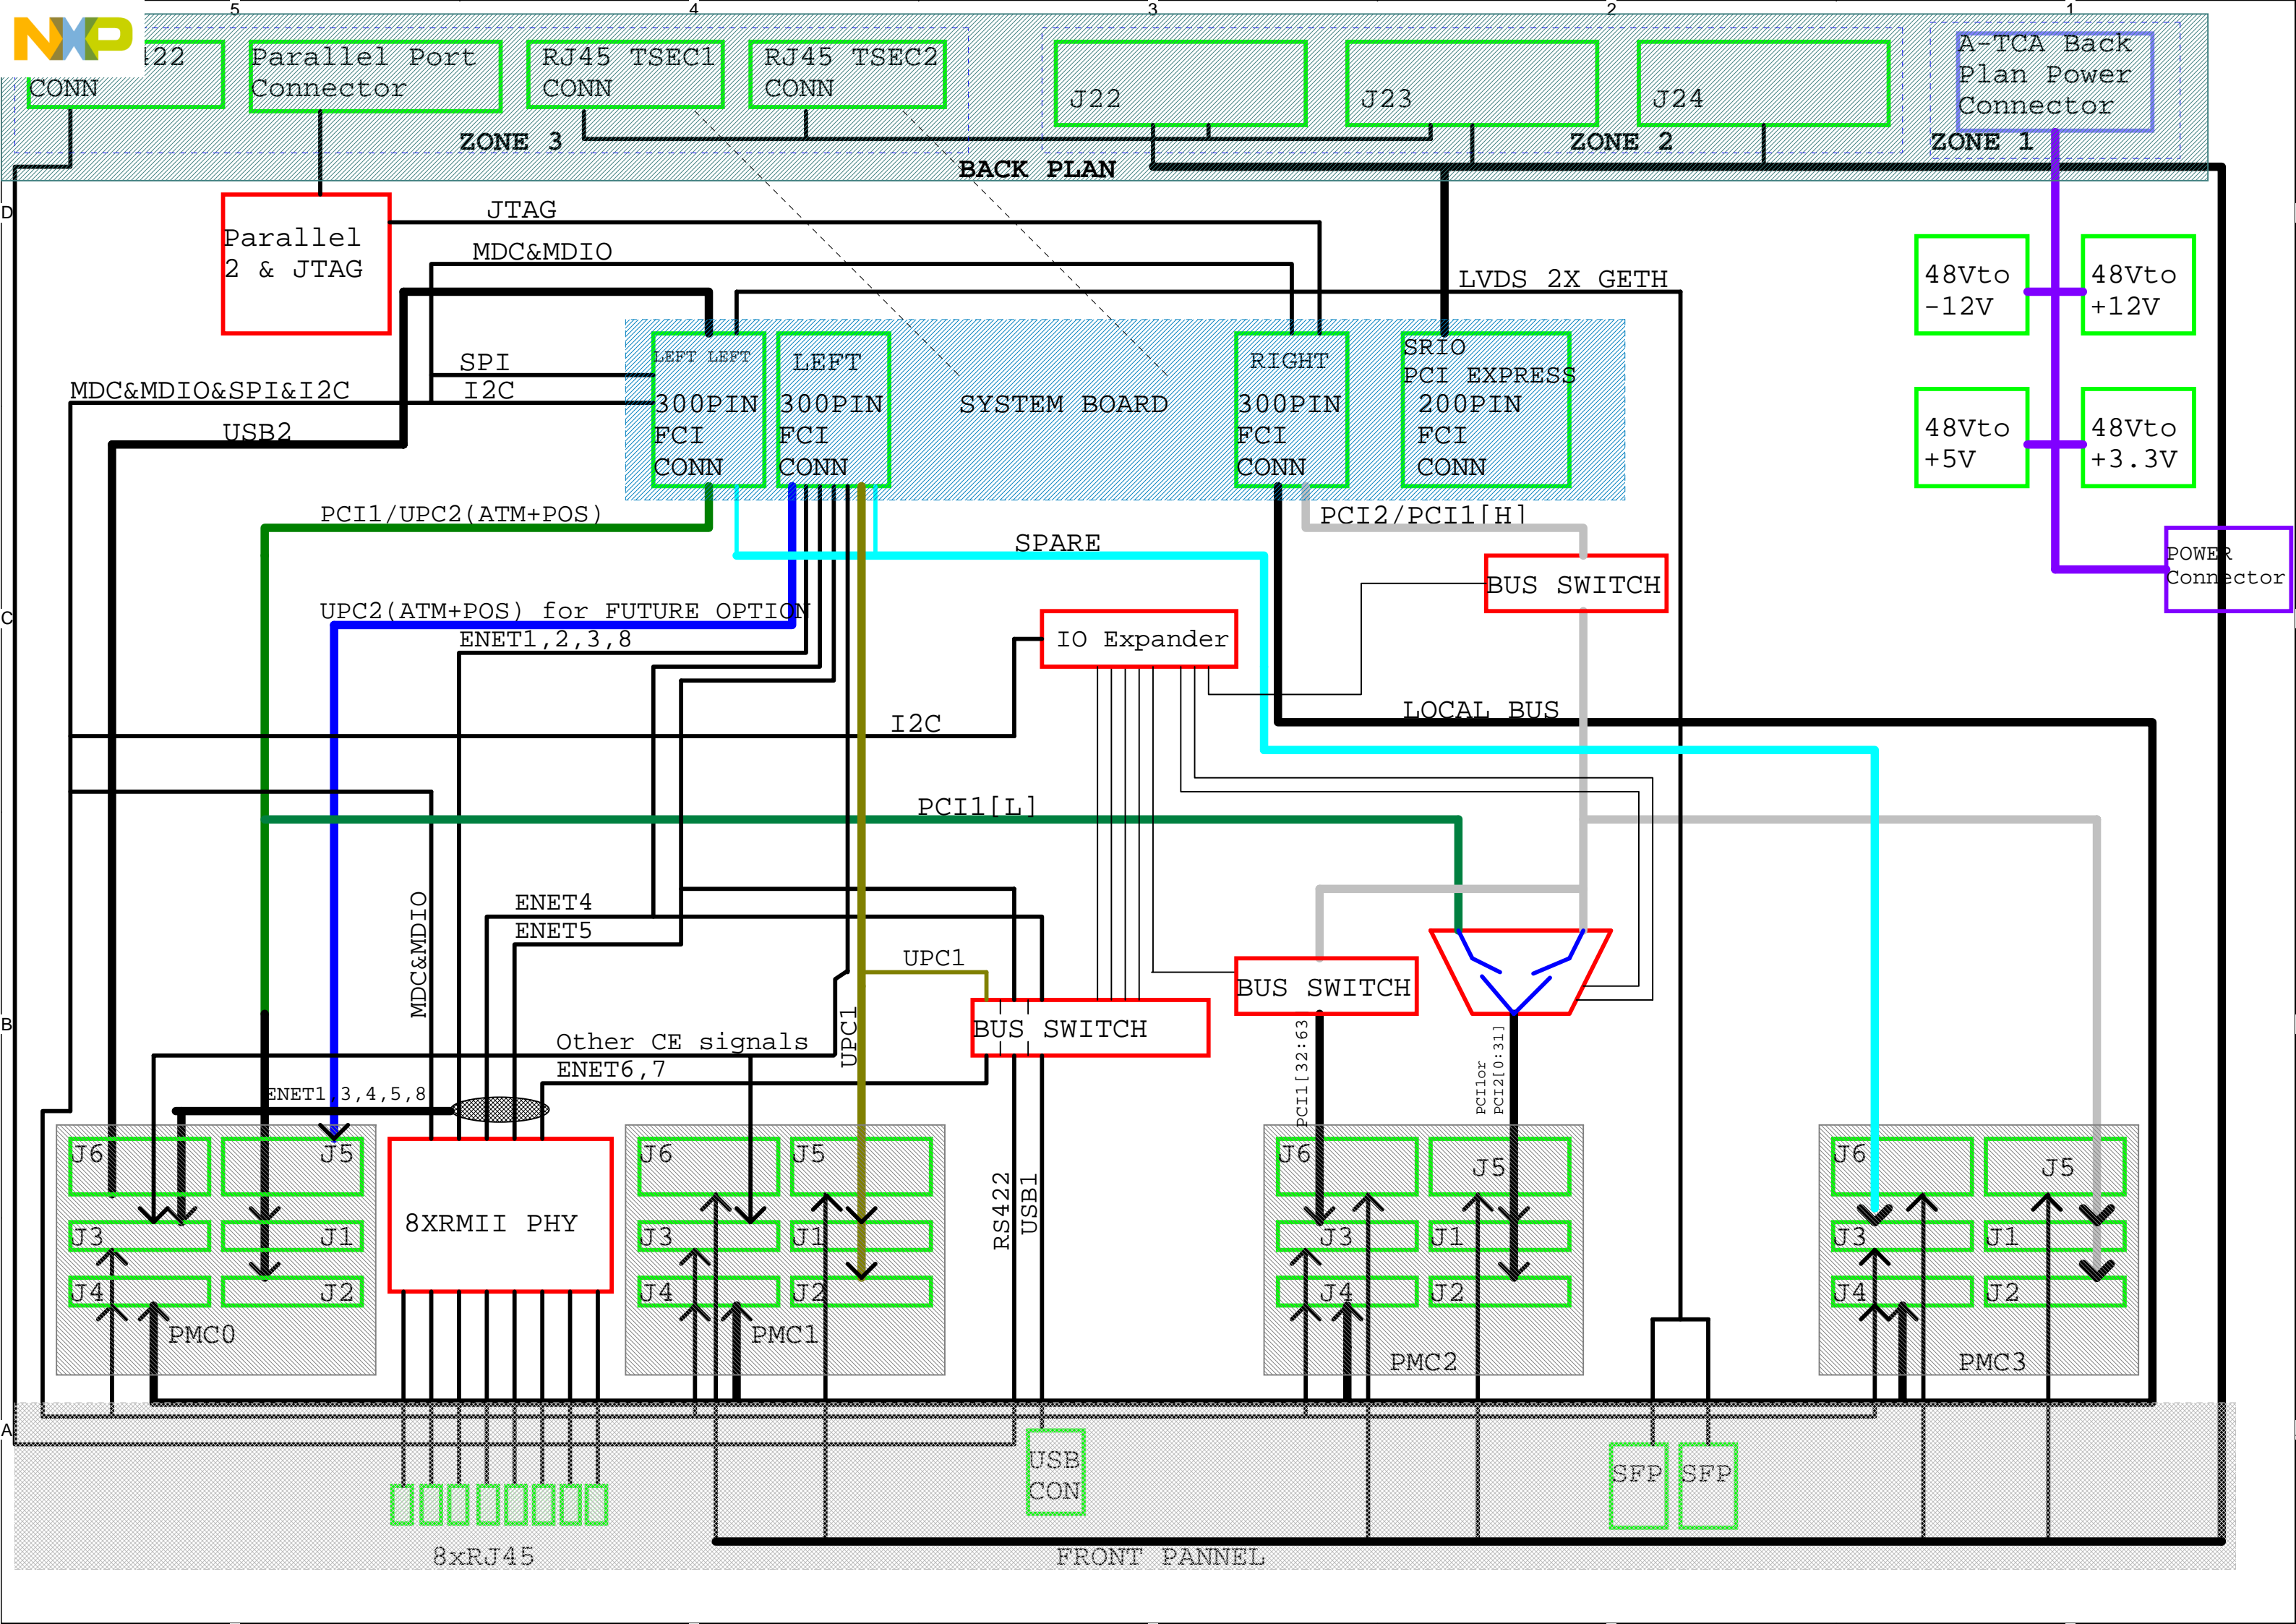 5
4
3
2
1
NXP
422
CONN
Parallel Port
Connector
RJ45 TSEC1
CONN
RJ45 TSEC2
CONN
J22
J23
J24
A-TCA Back
Plan Power
Connector
ZONE 3
ZONE 2
ZONE 1
BACK PLAN
D
JTAG
Parallel
2 & JTAG
MDC&MDIO
LVDS 2X GETH
48Vto
-12V
48Vto
+12V
LEFT LEFT
300PIN
FCI
CONN
LEFT
300PIN
FCI
CONN
SYSTEM BOARD
RIGHT
300PIN
FCI
CONN
SRIO
PCI EXPRESS
200PIN
FCI
CONN
SPI
I2C
MDC&MDIO&SPI&I2C
USB2
48Vto
+5V
48Vto
+3.3V
PCI1/UPC2(ATM+POS)
PCI2/PCI1[H]
SPARE
POWER
Connector
BUS SWITCH
C
UPC2(ATM+POS) for FUTURE OPTION
ENET1,2,3,8
IO Expander
I2C
LOCAL BUS
PCI1[L]
MDC&MDIO
ENET4
ENET5
UPC1
BUS SWITCH
B
BUS SWITCH
UPC1
Other CE signals
ENET6,7
PCI1[32:63]
PCI1or
PCI2[0:31]
ENET1,3,4,5,8
J6
J5
J3
J1
J4
J2
PMC0
8XRMII PHY
J6
J5
J3
J1
J4
J2
PMC1
RS422
USB1
J6
J5
J3
J1
J4
J2
PMC2
J6
J5
J3
J1
J4
J2
PMC3
A
USB
CON
SFP
SFP
8xRJ45
FRONT PANNEL